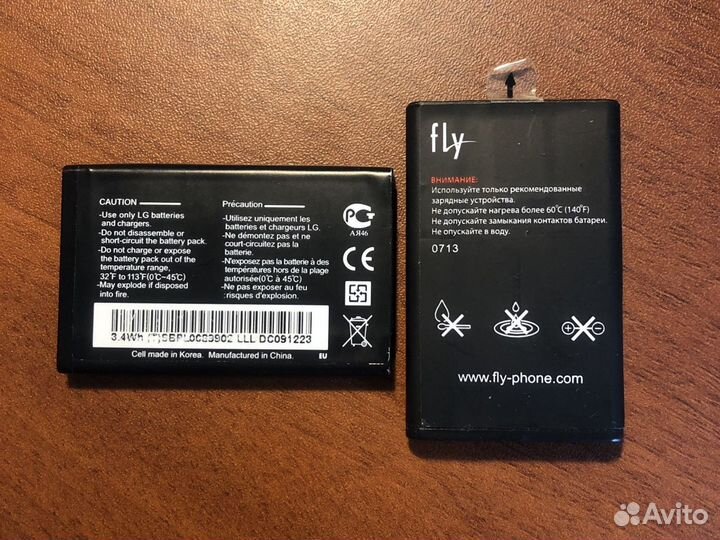 CAUTION
-Use only LG batteries
and chargers.
-Do not disassemble or
short-circuit the battery pack.
-Do not charge or expose
the battery pack out of the
temperature range,
32°F to 113°F(0°C~45°C)
-May explode if disposed
into fire.
Précaution
-Utilisez uniquement les
batteries et chargeurs LG.
-Ne démontez pas et ne
court-circuitez pas la
batterie.
-N'exposez pas la batterie à des
températures hors de la plage
autorisée(0°C à 45°C)
-Ne pas exposer au feu
:risques d'explosion.
АЯ46
3.4Wh LLL DC091223
Cell made in Korea. Manufactured in China.
EU
fly
ВНИМАНИЕ:
Используйте только рекомендованные
зарядные устройства.
Не допускайте нагрева более 60°C (140°F)
Не допускайте замыкания контактов батареи.
Не опускайте в воду.
0713
www.fly-phone.com
Avito